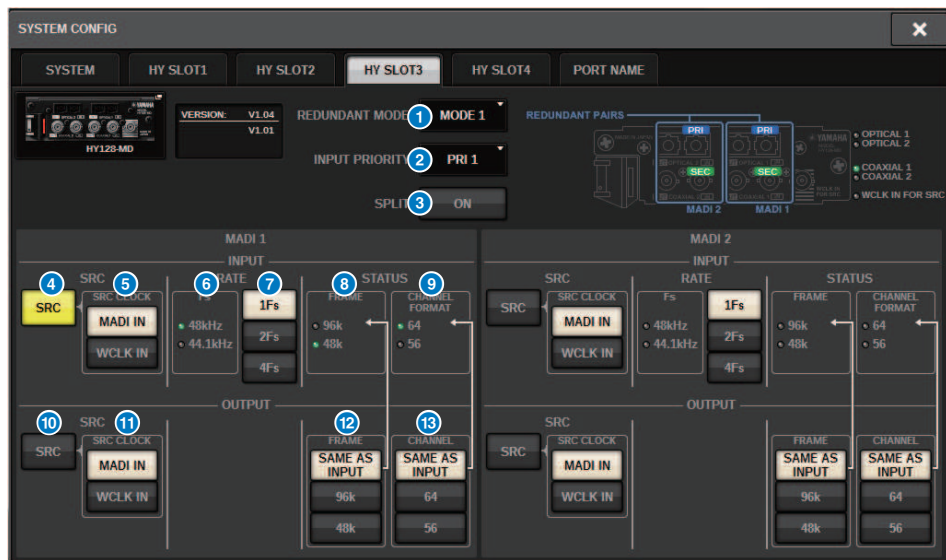 SYSTEM CONFIG
SYSTEM HY SLOT1 HY SLOT2 HY SLOT3 HY SLOT4 PORT NAME
YAMAHA
HY128-MD
VERSION: V1.04
V1.01
REDUNDANT MODE 1 MODE 1
INPUT PRIORITY 2 PRI 1
SPLIT 3 ON
REDUNDANT PAIRS
PRI PRI
SEC SEC
MADI 2 MADI 1
YAMAHA
WCLK IN FOR SRC
OPTICAL 1
OPTICAL 2
COAXIAL 1
COAXIAL 2
WCLK IN FOR SRC
MADI 1
INPUT
SRC RATE STATUS
4 5 6 7 8 9
SRC
SRC CLOCK
MADI IN
WCLK IN
Fs
48kHz
44.1kHz
1Fs
2Fs
4Fs
FRAME
96k
48k
CHANNEL FORMAT
64
56
OUTPUT
10 SRC 11 12 13
SRC
SRC CLOCK
MADI IN
WCLK IN
FRAME
SAME AS INPUT
96k
48k
CHANNEL
SAME AS INPUT
64
56
MADI 2
INPUT
SRC RATE STATUS
SRC
SRC CLOCK
MADI IN
WCLK IN
Fs
48kHz
44.1kHz
1Fs
2Fs
4Fs
FRAME
96k
48k
CHANNEL FORMAT
64
56
OUTPUT
SRC
SRC
SRC CLOCK
MADI IN
WCLK IN
FRAME
SAME AS INPUT
96k
48k
CHANNEL
SAME AS INPUT
64
56